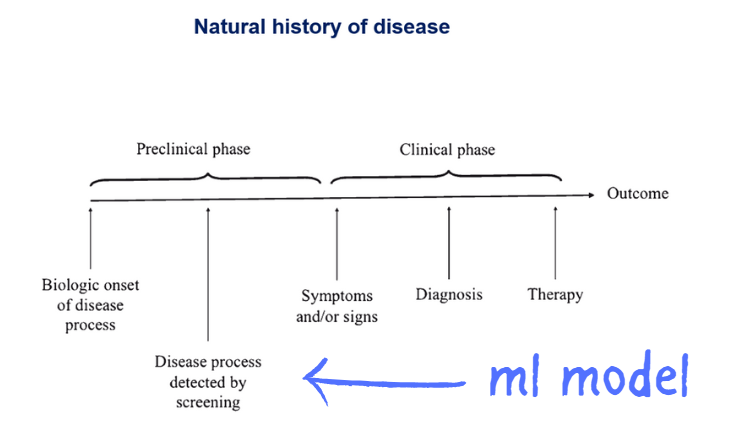 Natural history of disease
Preclinical phase
Clinical phase
Outcome
Biologic onset
of disease
process
Symptoms
and/or signs
Diagnosis
Therapy
Disease process
detected by
screening
ml model